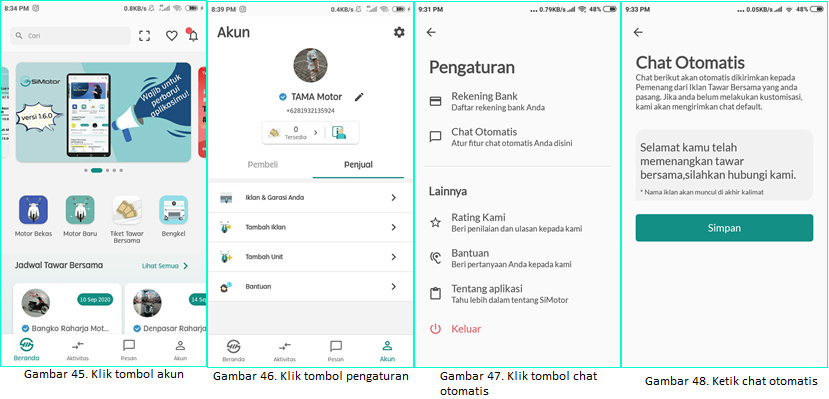 8:34 PM
0.8KB/s
Cari
SiMotor
versi 1.6.0
Wajib untuk
perbarui
aplikasimu!
Motor Bekas
Motor Baru
Tiket Tawar
Bersama
Bengkel
Jadwal Tawar Bersama
Lihat Semua
10 Sep 2020
14 Se
Bangko Raharja Mot...
Denpasar Raharj
Beranda
Aktivitas
Pesan
Akun
Gambar 45. Klik tombol akun
8:39 PM
0.4KB/s
Akun
TAMA Motor
+6281932135924
0
Tersedia
Pembeli
Penjual
Iklan & Garasi Anda
Tambah Iklan
Tambah Unit
Bantuan
Beranda
Aktivitas
Pesan
Akun
Gambar 46. Klik tombol pengaturan
9:31 PM
... 0.79KB/s 48%
Pengaturan
Rekening Bank
Daftar rekening bank Anda
Chat Otomatis
Atur fitur chat otomatis Anda disini
Lainnya
Rating Kami
Beri penilaian dan ulasan kepada kami
Bantuan
Beri pertanyaan Anda kepada kami
Tentang aplikasi
Tahu lebih dalam tentang SiMotor
Keluar
Gambar 47. Klik tombol chat
otomatis
9:33 PM
... 0.05KB/s 48%
Chat Otomatis
Chat berikut akan otomatis dikirimkan kepada
Pemenang dari Iklan Tawar Bersama yang anda
pasang. Jika anda belum melakukan kustomisasi,
kami akan mengirimkan chat default.
Selamat kamu telah
memenangkan tawar
bersama,silahkan hubungi kami.
* Nama iklan akan muncul di akhir kalimat
Simpan
Gambar 48. Ketik chat otomatis